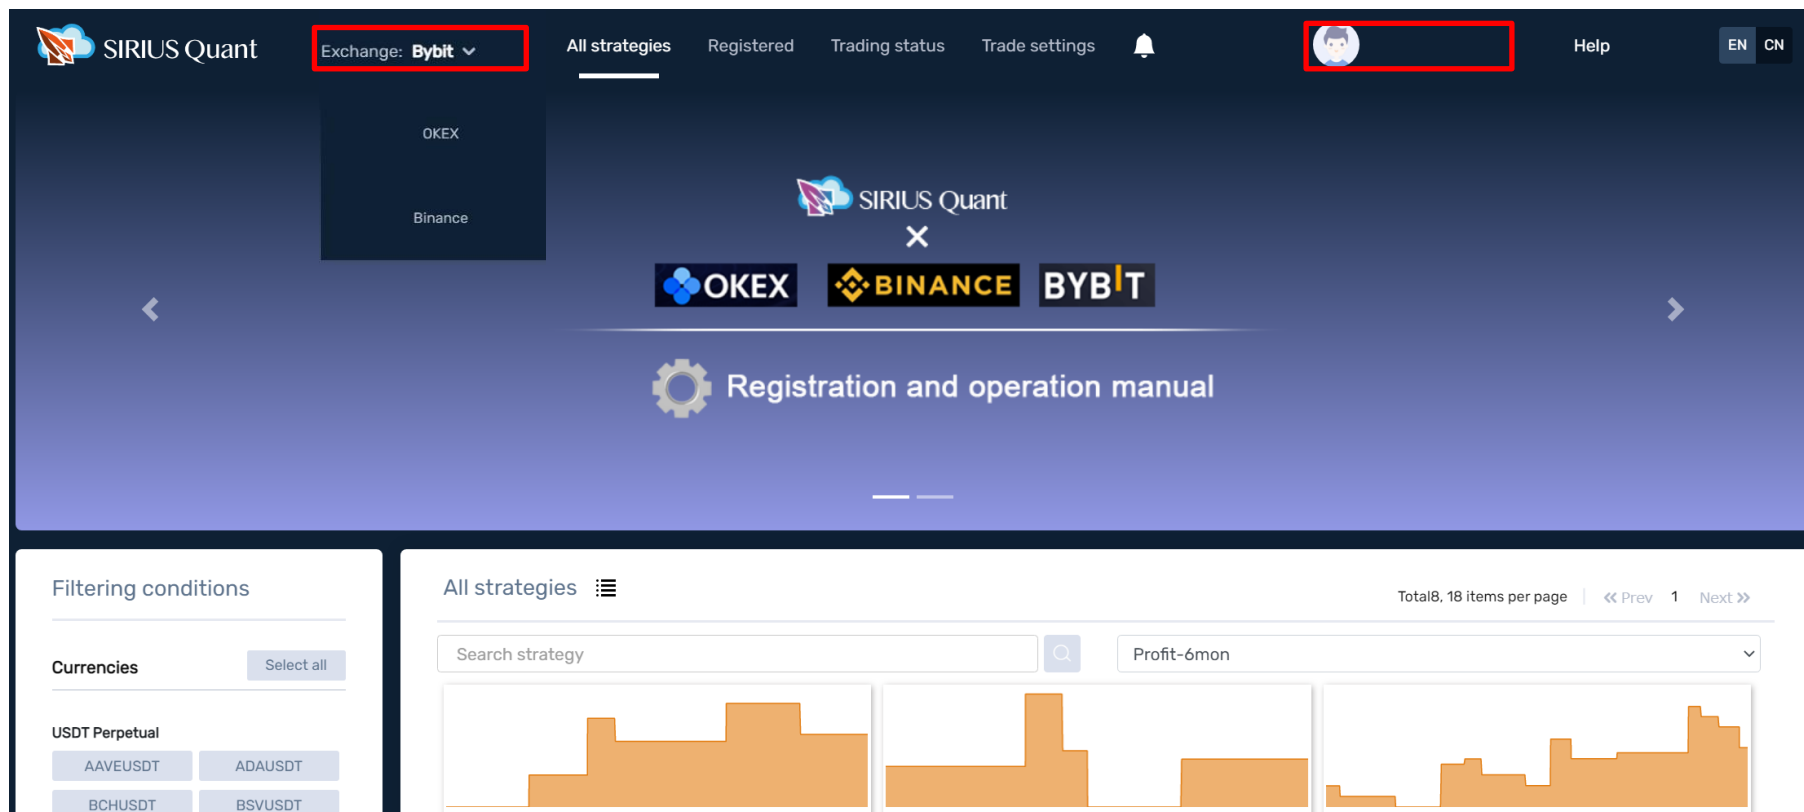 SIRIUS Quant
Exchange: Bybit
All strategies
Registered
Trading status
Trade settings
Help
EN CN
OKEX
Binance
SIRIUS Quant
×
OKEX BINANCE BYBIT
Registration and operation manual
Filtering conditions
Currencies
Select all
USDT Perpetual
AAVEUSDT ADAUSDT
BCHUSDT BSVUSDT
All strategies
Total8, 18 items per page
Prev 1 Next
Search strategy
Profit-6mon